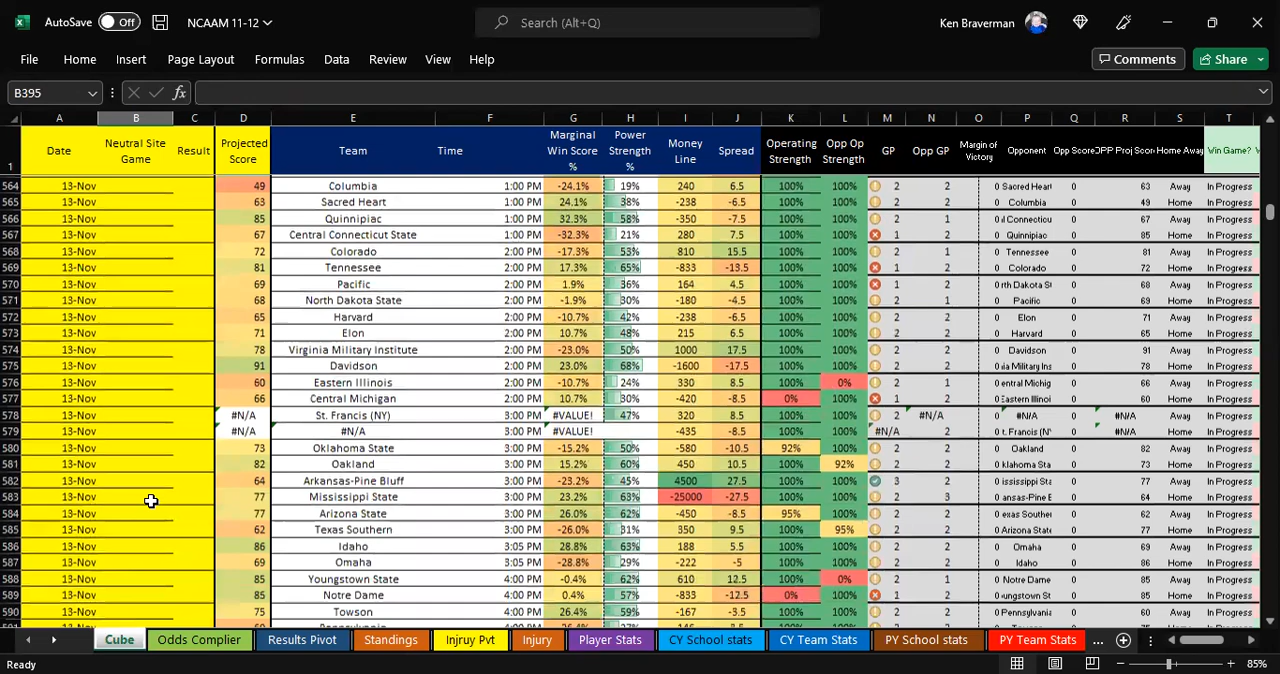 AutoSave Off NCAAM 11-12 Search (Alt+Q) Ken Braverman
File Home Insert Page Layout Formulas Data Review View Help Comments Share
B395 fx
A B C D E F G H I J K L M N O P Q R S T
1 Date Neutral Site Game Result Projected Score Team Time Marginal Win Score % Power Strength % Money Line Spread Operating Strength Opp Op Strength GP Opp GP Margin of Victory Opponent Opp Score OPP Proj Score Home Away Win Game?
564 13-Nov 49 Columbia 1:00 PM -24.1% 19% 240 6.5 100% 100% 2 2 0 Sacred Heart 0 63 Away In Progress
565 13-Nov 63 Sacred Heart 1:00 PM 24.1% 38% -238 -6.5 100% 100% 2 2 0 Columbia 0 49 Home In Progress
566 13-Nov 85 Quinnipiac 1:00 PM 32.3% 58% -350 -7.5 100% 100% 2 1 0 l Connecticut 0 67 Away In Progress
567 13-Nov 67 Central Connecticut State 1:00 PM -32.3% 21% 280 7.5 100% 100% 1 2 0 Quinnipiac 0 85 Home In Progress
568 13-Nov 72 Colorado 2:00 PM -17.3% 53% 810 15.5 100% 100% 2 1 0 Tennessee 0 81 Away In Progress
569 13-Nov 81 Tennessee 2:00 PM 17.3% 65% -833 -13.5 100% 100% 1 2 0 Colorado 0 72 Home In Progress
570 13-Nov 69 Pacific 2:00 PM 1.9% 36% 164 4.5 100% 100% 1 2 0 rth Dakota St 0 68 Away In Progress
571 13-Nov 68 North Dakota State 2:00 PM -1.9% 30% -180 -4.5 100% 100% 2 1 0 Pacific 0 69 Home In Progress
572 13-Nov 65 Harvard 2:00 PM -10.7% 42% -238 -6.5 100% 100% 2 2 0 Elon 0 71 Away In Progress
573 13-Nov 71 Elon 2:00 PM 10.7% 48% 215 6.5 100% 100% 2 2 0 Harvard 0 65 Home In Progress
574 13-Nov 78 Virginia Military Institute 2:00 PM -23.0% 50% 1000 17.5 100% 100% 2 2 0 Davidson 0 91 Away In Progress
575 13-Nov 91 Davidson 2:00 PM 23.0% 68% -1600 -17.5 100% 100% 2 2 0 nia Military Ins 0 78 Home In Progress
576 13-Nov 60 Eastern Illinois 2:00 PM -10.7% 24% 330 8.5 100% 0% 2 1 0 entral Michig 0 66 Away In Progress
577 13-Nov 66 Central Michigan 2:00 PM 10.7% 30% -420 -8.5 0% 100% 1 2 0 Eastern Illinois 0 60 Home In Progress
578 13-Nov #N/A St. Francis (NY) 3:00 PM #VALUE! 47% 320 8.5 100% 100% 2 #N/A 0 #N/A 0 #N/A Away In Progress
579 13-Nov #N/A #N/A 3:00 PM #VALUE! -435 -8.5 100% 100% #N/A 2 0 t. Francis (NY 0 #N/A Home In Progress
580 13-Nov 73 Oklahoma State 3:00 PM -15.2% 50% -580 -10.5 92% 100% 2 2 0 Oakland 0 82 Away In Progress
581 13-Nov 82 Oakland 3:00 PM 15.2% 60% 450 10.5 100% 92% 2 2 0 klahoma Sta 0 73 Home In Progress
582 13-Nov 64 Arkansas-Pine Bluff 3:00 PM -23.2% 45% 4500 27.5 100% 100% 3 2 0 ississippi Stat 0 77 Away In Progress
583 13-Nov 77 Mississippi State 3:00 PM 23.2% 63% -25000 -27.5 100% 100% 2 3 0 ansas-Pine B 0 64 Home In Progress
584 13-Nov 77 Arizona State 3:00 PM 26.0% 62% -450 -8.5 95% 100% 2 2 0 exas Southern 0 62 Away In Progress
585 13-Nov 62 Texas Southern 3:00 PM -26.0% 31% 350 9.5 100% 95% 2 2 0 Arizona State 0 77 Home In Progress
586 13-Nov 86 Idaho 3:05 PM 28.8% 63% 188 5.5 100% 100% 2 2 0 Omaha 0 69 Away In Progress
587 13-Nov 69 Omaha 3:05 PM -28.8% 29% -222 -5 100% 100% 2 2 0 Idaho 0 86 Home In Progress
588 13-Nov 85 Youngstown State 4:00 PM -0.4% 62% 610 12.5 100% 0% 2 1 0 Notre Dame 0 85 Away In Progress
589 13-Nov 85 Notre Dame 4:00 PM 0.4% 57% -833 -12.5 0% 100% 1 2 0 ungstown St 0 85 Home In Progress
590 13-Nov 75 Towson 4:00 PM 26.4% 59% -167 -3.5 100% 100% 2 2 0 Pennsylvania 0 60 Away In Progress
Cube Odds Complier Results Pivot Standings Injruy Pvt Injury Player Stats CY School stats CY Team Stats PY School stats PY Team Stats ...
Ready 85%